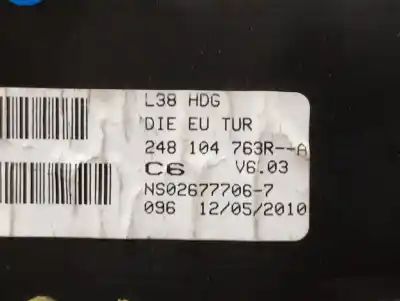 L38 HDG
DIE EU TUR
248 104 763R--A
C6 V6.03
NS02677706-7
096 12/05/2010